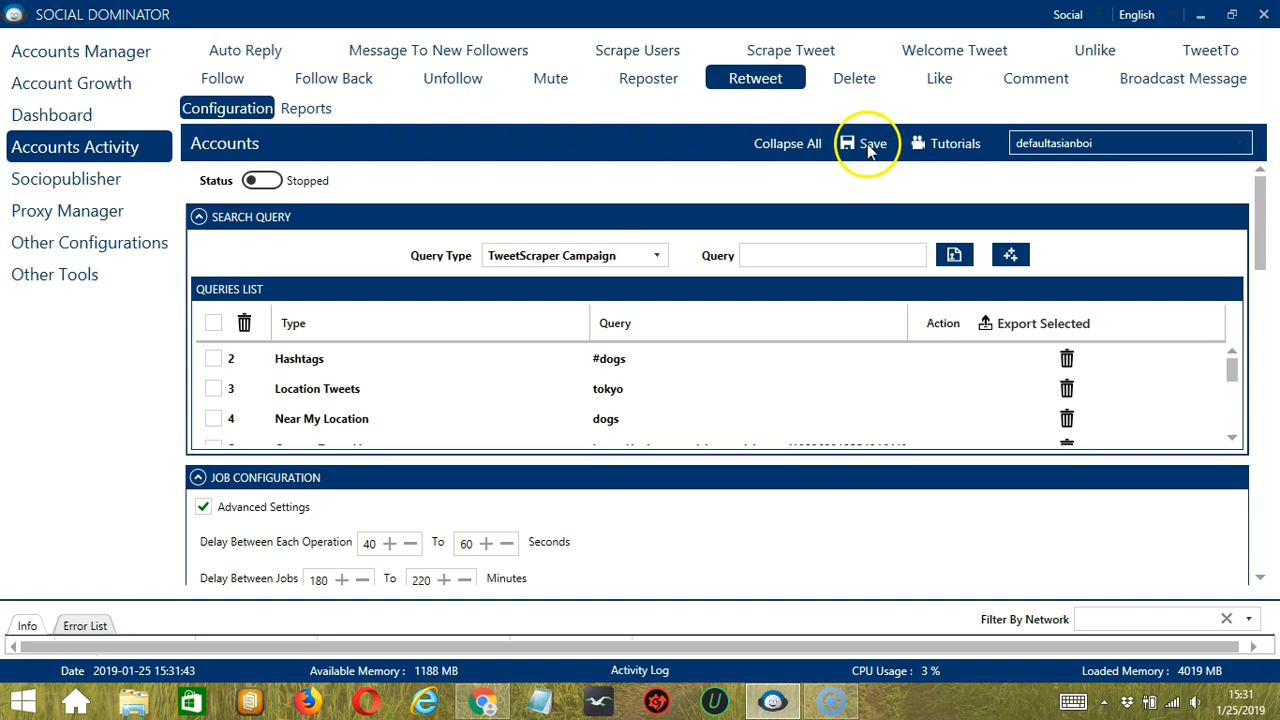 SOCIAL DOMINATOR
Social
English
Accounts Manager
Account Growth
Dashboard
Accounts Activity
Sociopublisher
Proxy Manager
Other Configurations
Other Tools
Auto Reply Message To New Followers Scrape Users Scrape Tweet Welcome Tweet Unlike TweetTo
Follow Follow Back Unfollow Mute Reposter Retweet Delete Like Comment Broadcast Message
Configuration Reports
Accounts Collapse All Save Tutorials defaultasianboi
Status Stopped
SEARCH QUERY
Query Type TweetScraper Campaign Query
QUERIES LIST
Type Query Action Export Selected
2 Hashtags #dogs
3 Location Tweets tokyo
4 Near My Location dogs
JOB CONFIGURATION
Advanced Settings
Delay Between Each Operation 40 To 60 Seconds
Delay Between Jobs 180 To 220 Minutes
Info Error List Filter By Network
Date 2019-01-25 15:31:43 Available Memory : 1188 MB Activity Log CPU Usage : 3 % Loaded Memory : 4019 MB
15:31
1/25/2019